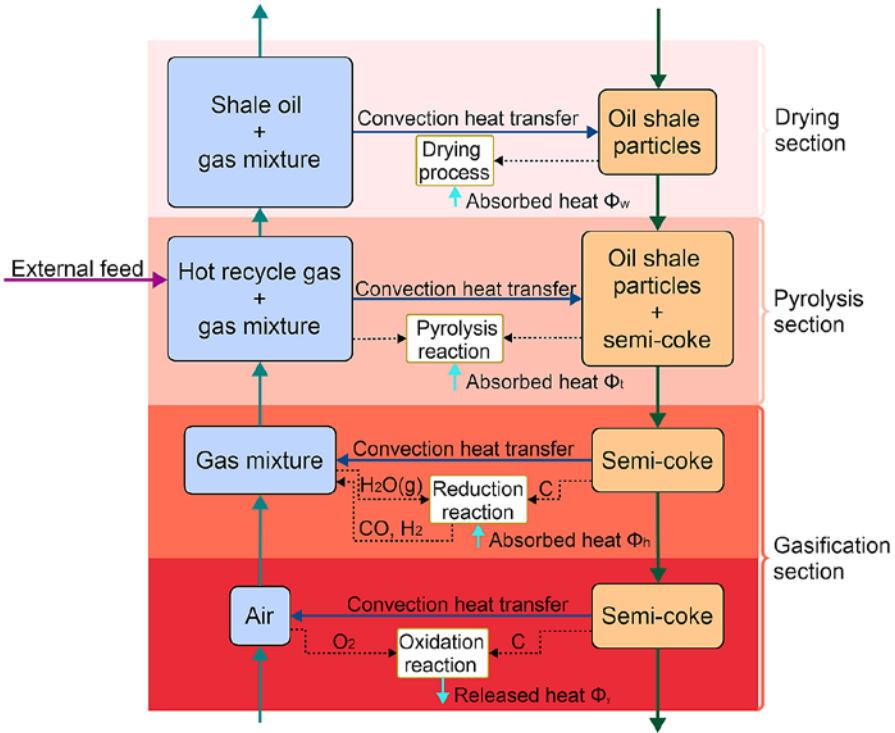 Shale oil
+
gas mixture
Convection heat transfer
Oil shale
particles
Drying
section
Drying
process
Absorbed heat Φw
External feed
Hot recycle gas
+
gas mixture
Convection heat transfer
Oil shale
particles
+
semi-coke
Pyrolysis
section
Pyrolysis
reaction
Absorbed heat Φt
Gas mixture
Convection heat transfer
Semi-coke
H2O(g)
Reduction
reaction
C
CO, H2
Absorbed heat Φh
Gasification
section
Air
Convection heat transfer
Semi-coke
O2
Oxidation
reaction
C
Released heat Φr